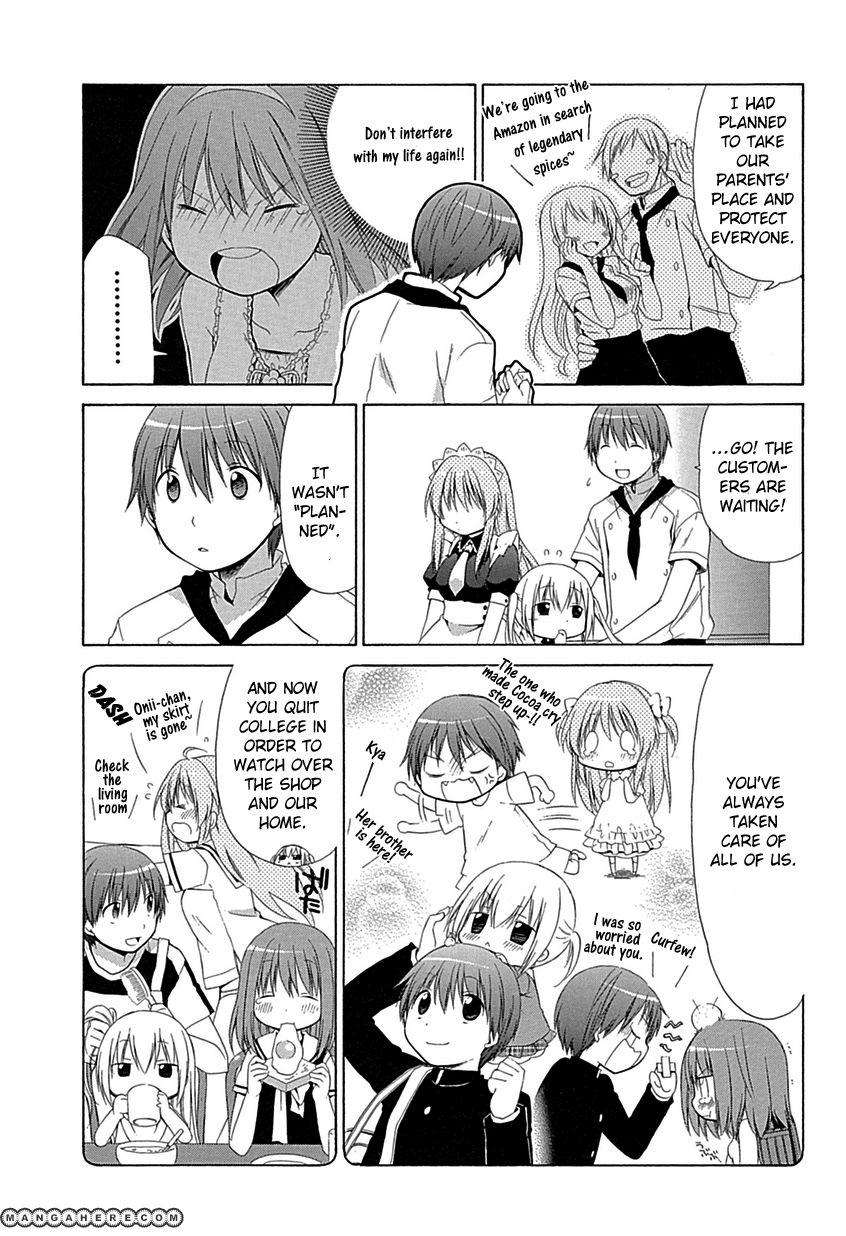 I HAD
PLANNED
TO TAKE
OUR
PARENTS'
PLACE AND
PROTECT
EVERYONE.
We're going to the
Amazon in search
of legendary
spices~
Don't interfere
with my life again!!
...GO! THE
CUSTOM-
ERS ARE
WAITING!
IT
WASN'T
"PLAN-
NED".
YOU'VE
ALWAYS
TAKEN
CARE OF
ALL OF US.
The one who
made Cocoa cry
step up-!!
Kya
Her brother
is here!
I was so
worried
about you.
Curfew!
AND NOW
YOU QUIT
COLLEGE IN
ORDER TO
WATCH OVER
THE SHOP
AND OUR
HOME.
Onii-chan,
my skirt
is gone~
DASH
Check
the
living
room
MANGAHERE.COM